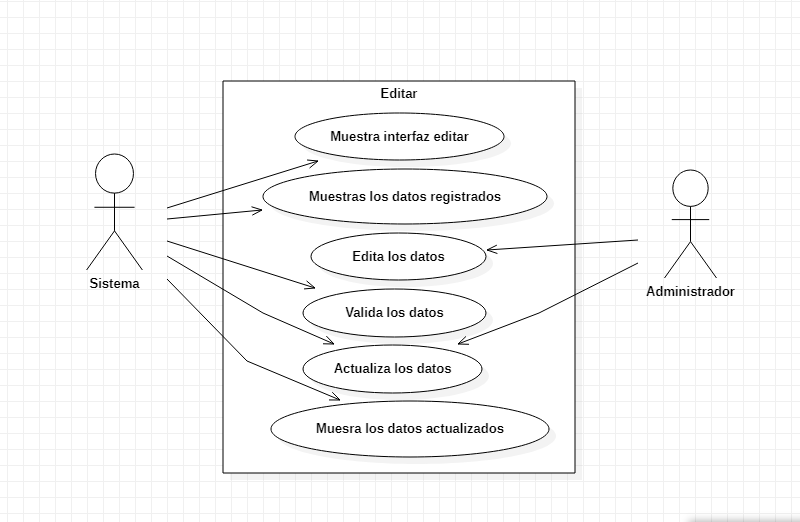 Editar
Muestra interfaz editar
Muestras los datos registrados
Edita los datos
Sistema
Administrador
Valida los datos
Actualiza los datos
Muesra los datos actualizados